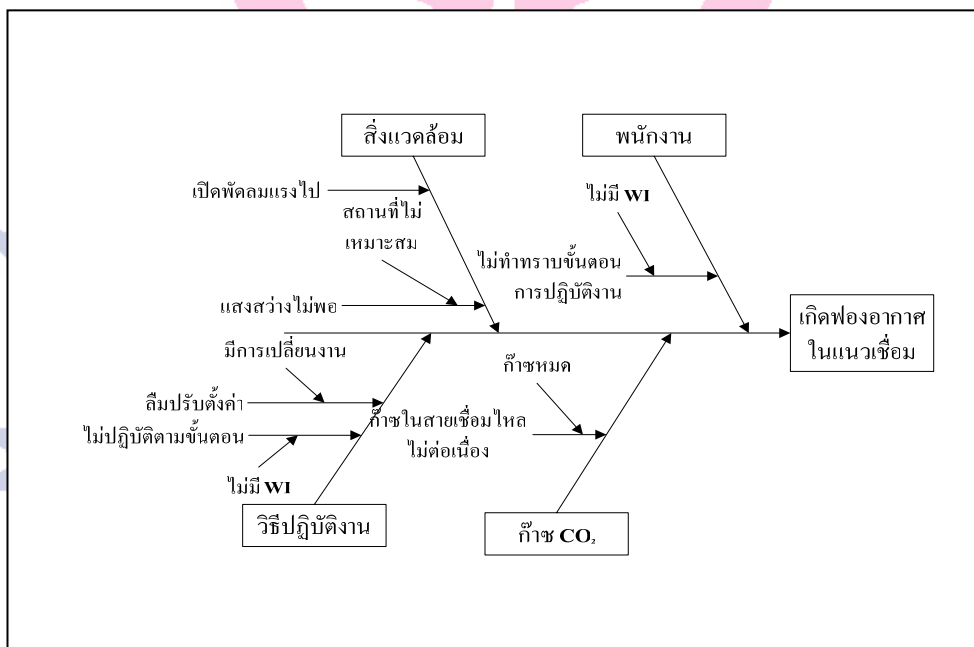 สิ่งแวดล้อม
พนักงาน
เปิดพัดลมแรงไป
สถานที่ไม่
เหมาะสม
แสงสว่างไม่พอ
ไม่มี WI
ไม่ทำทราบขั้นตอน
การปฏิบัติงาน
เกิดฟองอากาศ
ในแนวเชื่อม
มีการเปลี่ยนงาน
ลืมปรับตั้งค่า
ไม่ปฏิบัติตามขั้นตอน
ไม่มี WI
วิธีปฏิบัติงาน
ก๊าซหมด
ก๊าซในสายเชื่อมไหล
ไม่ต่อเนื่อง
ก๊าซ CO₂